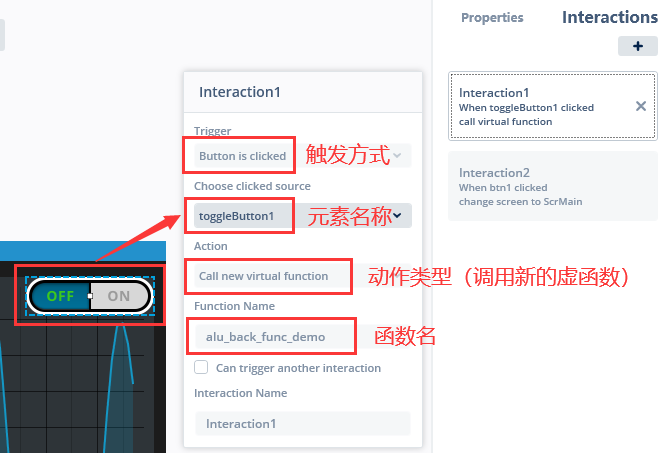 Properties
Interactions
+
Interaction1
When toggleButton1 clicked
call virtual function
Interaction2
When btn1 clicked
change screen to ScrMain
Interaction1
Trigger
Button is clicked
触发方式
Choose clicked source
toggleButton1
元素名称
Action
Call new virtual function
动作类型（调用新的虚函数）
Function Name
alu_back_func_demo
函数名
Can trigger another interaction
Interaction Name
Interaction1
OFF ON